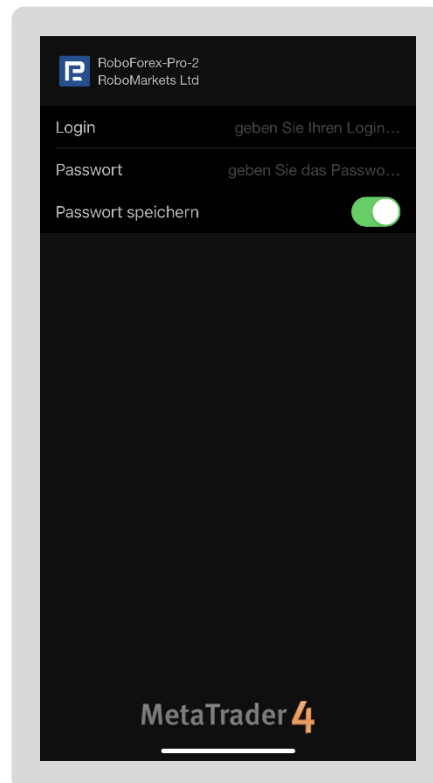 RoboForex-Pro-2
RoboMarkets Ltd
Login geben Sie Ihren Login...
Passwort geben Sie das Passwo...
Passwort speichern
MetaTrader 4